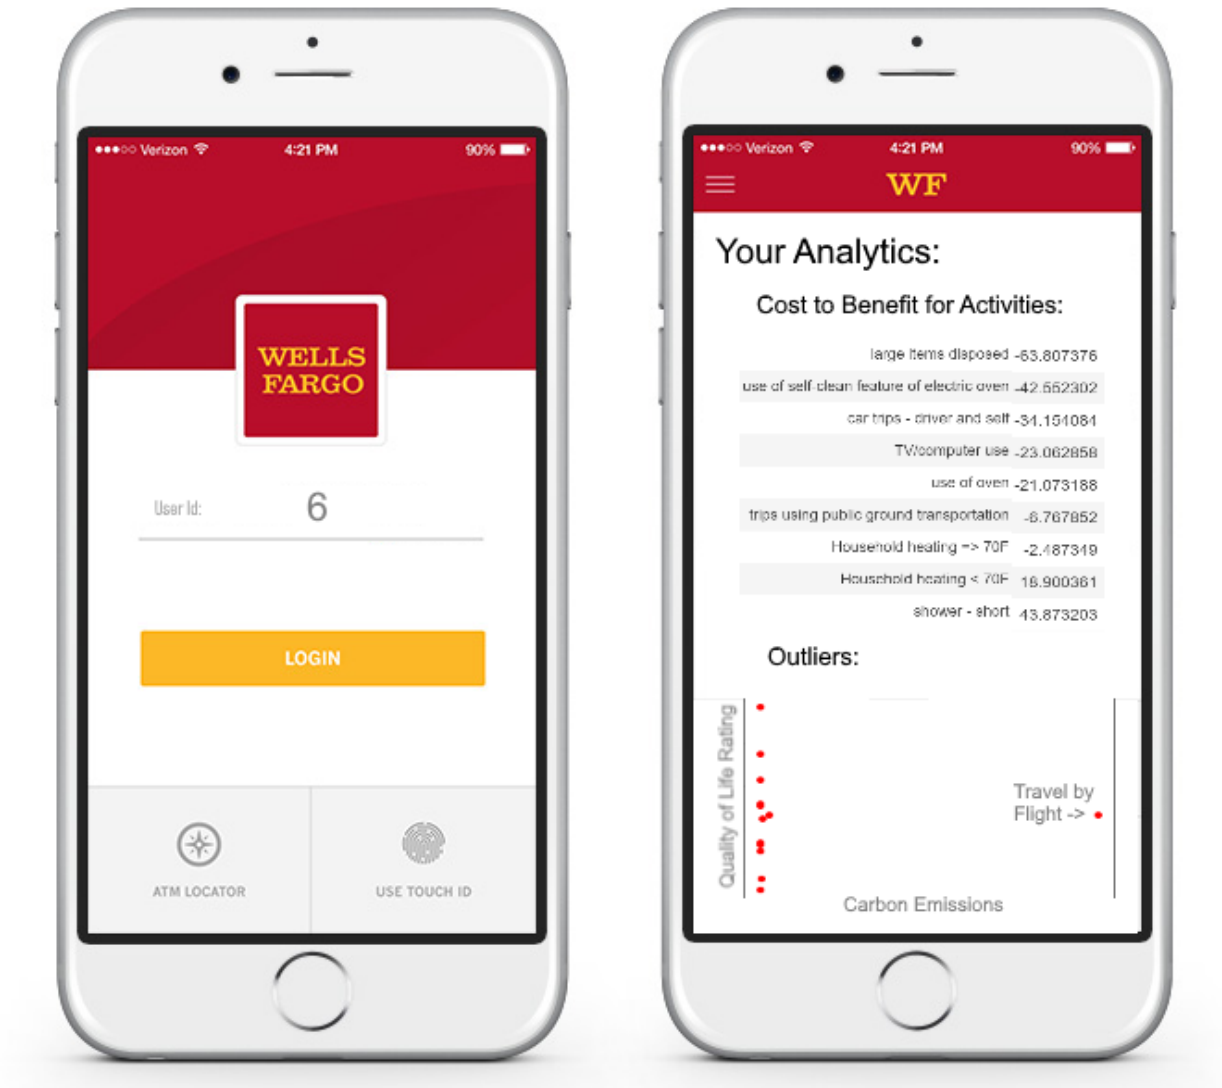 Verizon
4:21 PM
90%
WELLS
FARGO
User Id:
6
LOGIN
ATM LOCATOR
USE TOUCH ID
Verizon
4:21 PM
90%
WF
Your Analytics:
Cost to Benefit for Activities:
large items disposed -63.807376
use of self-clean feature of electric oven -42.552302
car trips - driver and self -34.154084
TV/computer use -23.062858
use of oven -21.073188
trips using public ground transportation -6.767852
Household heating => 70F -2.487349
Household heating < 70F 18.900361
shower - short 43.873203
Outliers:
Quality of Life Rating
Travel by
Flight ->
Carbon Emissions